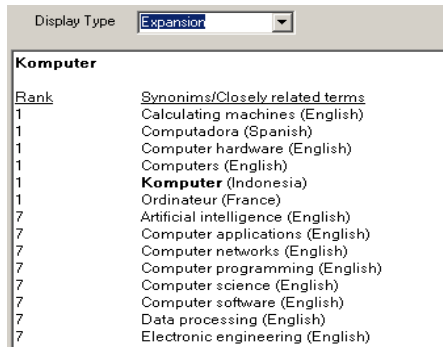 Display Type Expansion
Komputer
Rank Synonims/Closely related terms
1 Calculating machines (English)
1 Computadora (Spanish)
1 Computer hardware (English)
1 Computers (English)
1 Komputer (Indonesia)
1 Ordinateur (France)
7 Artificial intelligence (English)
7 Computer applications (English)
7 Computer networks (English)
7 Computer programming (English)
7 Computer science (English)
7 Computer software (English)
7 Data processing (English)
7 Electronic engineering (English)